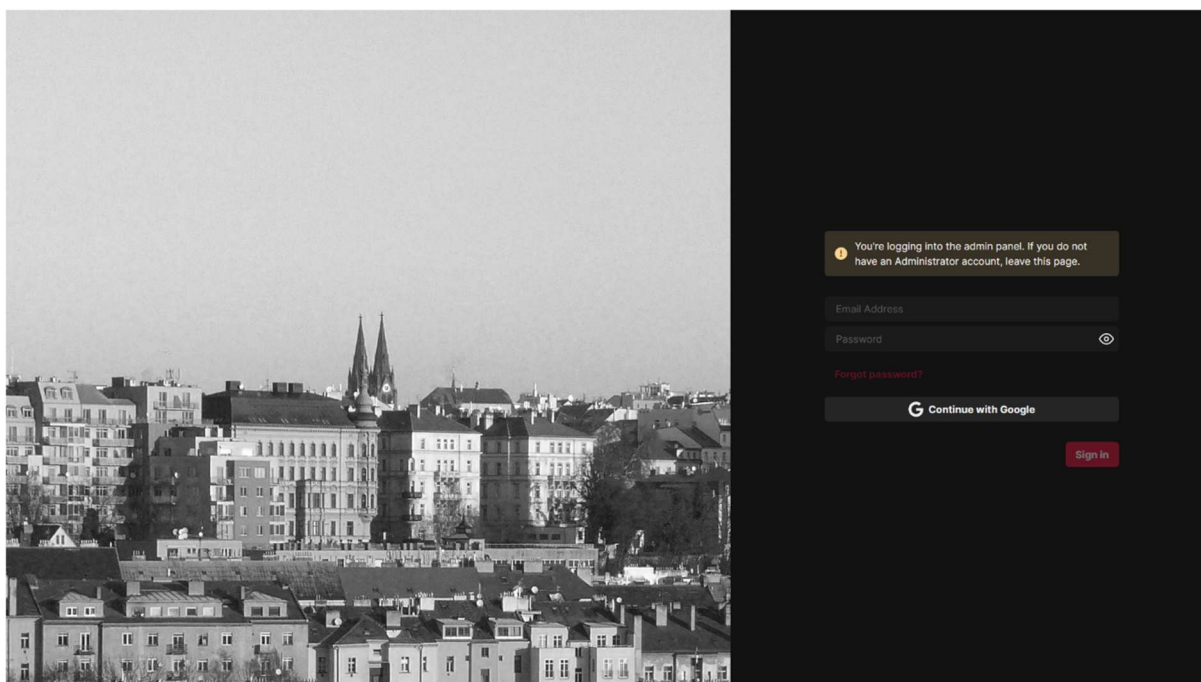 You're logging into the admin panel. If you do not
have an Administrator account, leave this page.
Email Address
Password
Forgot password?
Continue with Google
Sign in